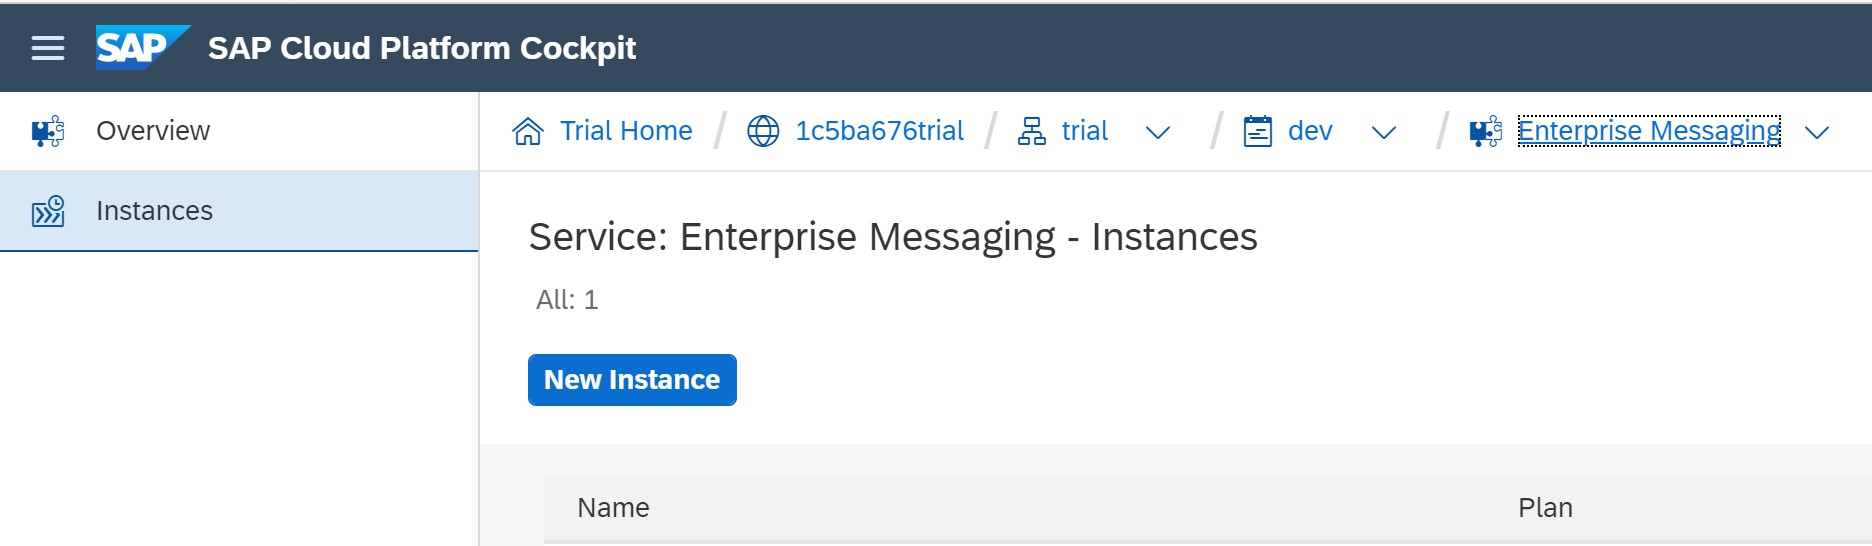 SAP SAP Cloud Platform Cockpit
Overview
Instances
Trial Home / 1c5ba676trial / trial / dev / Enterprise Messaging
Service: Enterprise Messaging - Instances
All: 1
New Instance
Name Plan